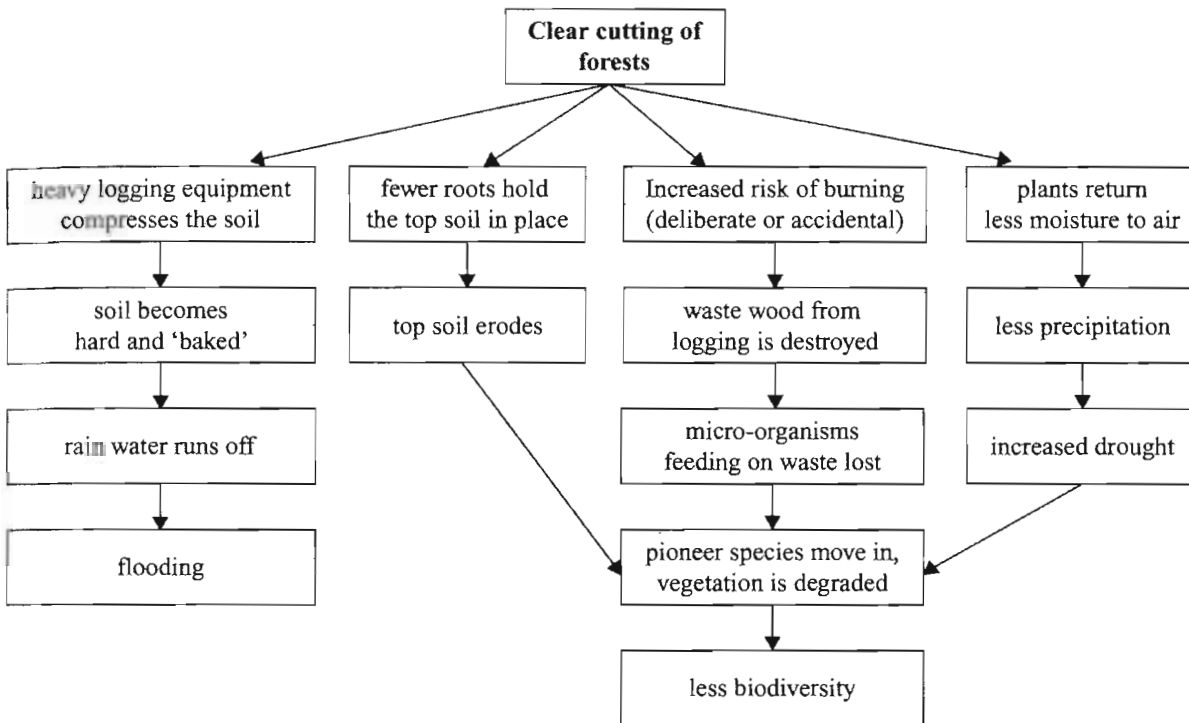 Clear cutting of
forests
heavy logging equipment
compresses the soil
fewer roots hold
the top soil in place
Increased risk of burning
(deliberate or accidental)
plants return
less moisture to air
soil becomes
hard and ‘baked’
top soil erodes
waste wood from
logging is destroyed
less precipitation
rain water runs off
micro-organisms
feeding on waste lost
increased drought
flooding
pioneer species move in,
vegetation is degraded
less biodiversity